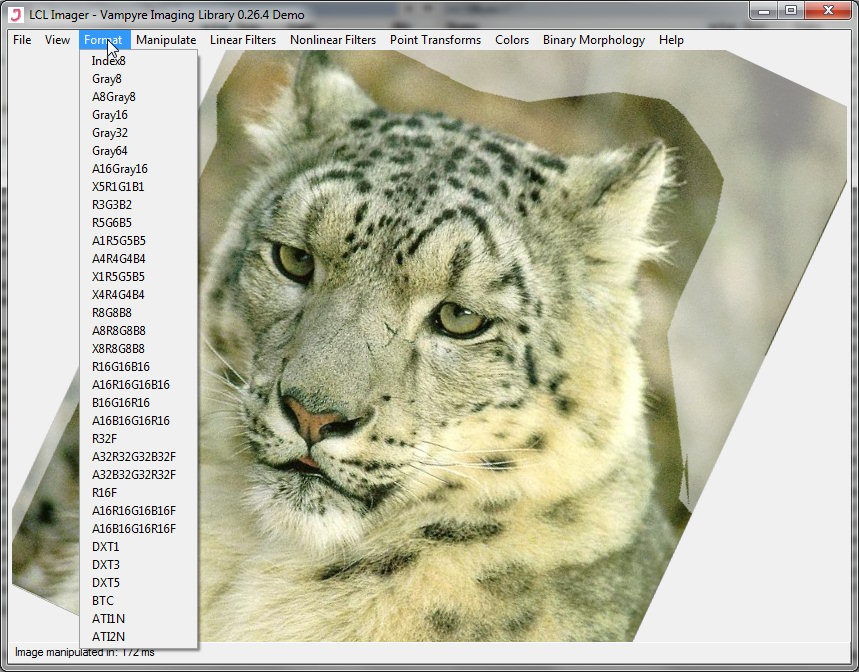 LCL Imager - Vampyre Imaging Library 0.26.4 Demo
File View Format Manipulate Linear Filters Nonlinear Filters Point Transforms Colors Binary Morphology Help
Index8
Gray8
A8Gray8
Gray16
Gray32
Gray64
A16Gray16
X5R1G1B1
R3G3B2
R5G6B5
A1R5G5B5
A4R4G4B4
X1R5G5B5
X4R4G4B4
R8G8B8
A8R8G8B8
X8R8G8B8
R16G16B16
A16R16G16B16
B16G16R16
A16B16G16R16
R32F
A32R32G32B32F
A32B32G32R32F
R16F
A16R16G16B16F
A16B16G16R16F
DXT1
DXT3
DXT5
BTC
ATI1N
ATI2N
Image manipulated in: 172 ms